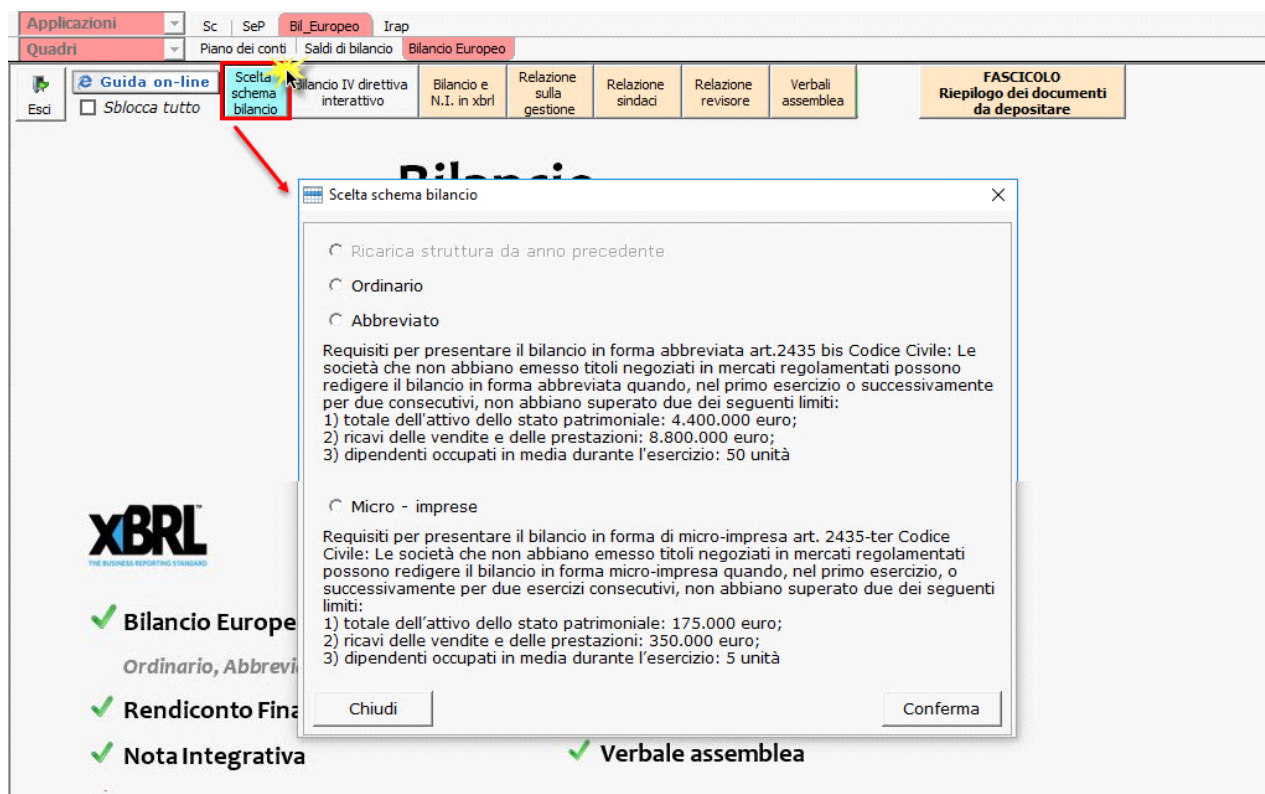 Applicazioni Sc SeP Bil_Europeo Irap
Quadri Piano dei conti Saldi di bilancio Bilancio Europeo
Esci
Guida on-line
Sblocca tutto
Scelta
schema
bilancio
Bilancio IV direttiva
interattivo
Bilancio e
N.I. in xbrl
Relazione
sulla
gestione
Relazione
sindaci
Relazione
revisore
Verbali
assemblea
FASCICOLO
Riepilogo dei documenti
da depositare
Bilancio
Scelta schema bilancio
Ricarica struttura da anno precedente
Ordinario
Abbreviato
Requisiti per presentare il bilancio in forma abbreviata art.2435 bis Codice Civile: Le
società che non abbiano emesso titoli negoziati in mercati regolamentati possono
redigere il bilancio in forma abbreviata quando, nel primo esercizio o successivamente
per due consecutivi, non abbiano superato due dei seguenti limiti:
1) totale dell'attivo dello stato patrimoniale: 4.400.000 euro;
2) ricavi delle vendite e delle prestazioni: 8.800.000 euro;
3) dipendenti occupati in media durante l'esercizio: 50 unità
Micro - imprese
Requisiti per presentare il bilancio in forma di micro-impresa art. 2435-ter Codice
Civile: Le società che non abbiano emesso titoli negoziati in mercati regolamentati
possono redigere il bilancio in forma micro-impresa quando, nel primo esercizio, o
successivamente per due esercizi consecutivi, non abbiano superato due dei seguenti
limiti:
1) totale dell'attivo dello stato patrimoniale: 175.000 euro;
2) ricavi delle vendite e delle prestazioni: 350.000 euro;
3) dipendenti occupati in media durante l'esercizio: 5 unità
Chiudi
Conferma
XBRL™
THE BUSINESS REPORTING STANDARD
Bilancio Europe
Ordinario, Abbrevi
Rendiconto Fina
Nota Integrativa
Verbale assemblea